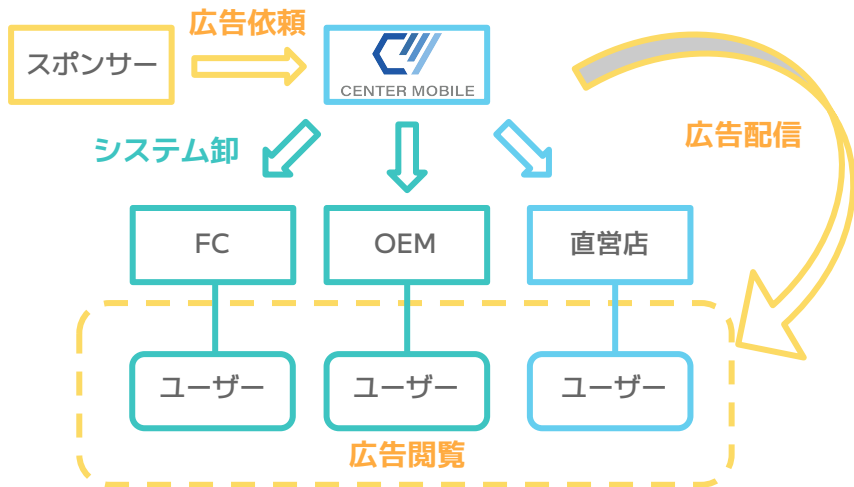 広告依頼
スポンサー
CENTER MOBILE
システム卸
広告配信
FC
OEM
直営店
ユーザー
ユーザー
ユーザー
広告閲覧